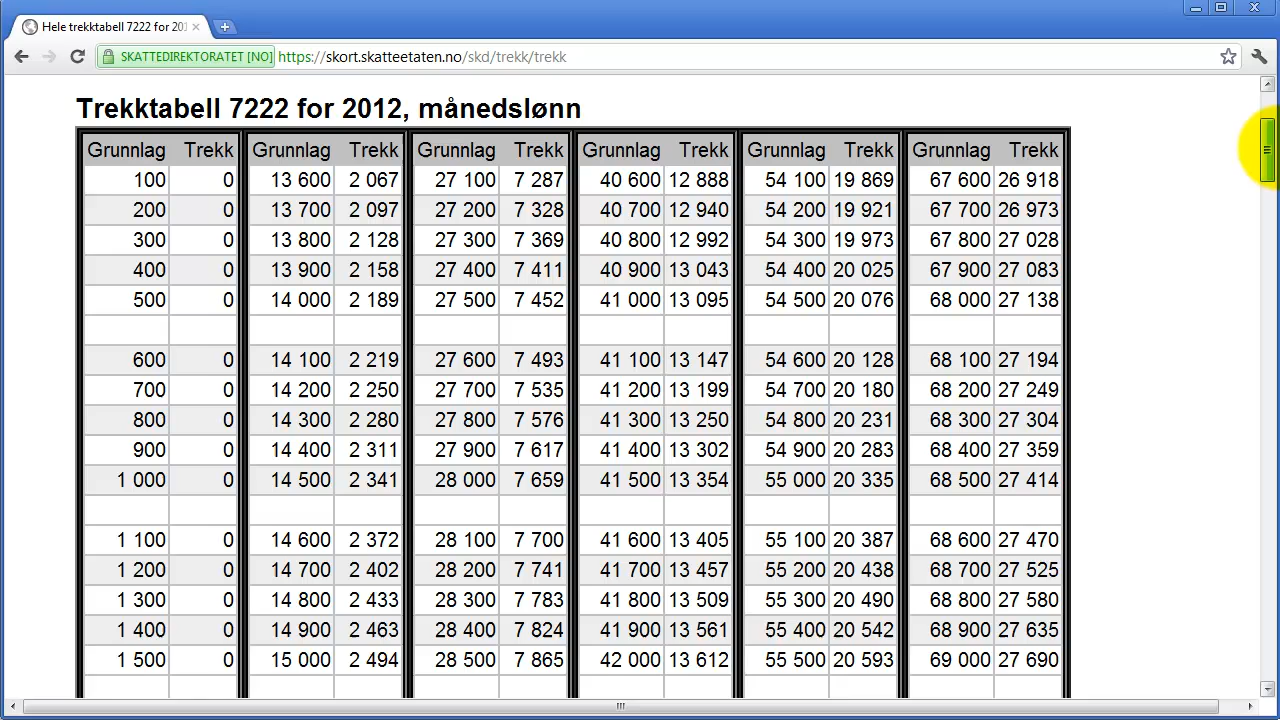 Hele trekktabell 7222 for 201
SKATTEDIREKTORATET [NO] https://skort.skatteetaten.no/skd/trekk/trekk
Trekktabell 7222 for 2012, månedslønn
Grunnlag Trekk Grunnlag Trekk Grunnlag Trekk Grunnlag Trekk Grunnlag Trekk Grunnlag Trekk
100 0 13 600 2 067 27 100 7 287 40 600 12 888 54 100 19 869 67 600 26 918
200 0 13 700 2 097 27 200 7 328 40 700 12 940 54 200 19 921 67 700 26 973
300 0 13 800 2 128 27 300 7 369 40 800 12 992 54 300 19 973 67 800 27 028
400 0 13 900 2 158 27 400 7 411 40 900 13 043 54 400 20 025 67 900 27 083
500 0 14 000 2 189 27 500 7 452 41 000 13 095 54 500 20 076 68 000 27 138
600 0 14 100 2 219 27 600 7 493 41 100 13 147 54 600 20 128 68 100 27 194
700 0 14 200 2 250 27 700 7 535 41 200 13 199 54 700 20 180 68 200 27 249
800 0 14 300 2 280 27 800 7 576 41 300 13 250 54 800 20 231 68 300 27 304
900 0 14 400 2 311 27 900 7 617 41 400 13 302 54 900 20 283 68 400 27 359
1 000 0 14 500 2 341 28 000 7 659 41 500 13 354 55 000 20 335 68 500 27 414
1 100 0 14 600 2 372 28 100 7 700 41 600 13 405 55 100 20 387 68 600 27 470
1 200 0 14 700 2 402 28 200 7 741 41 700 13 457 55 200 20 438 68 700 27 525
1 300 0 14 800 2 433 28 300 7 783 41 800 13 509 55 300 20 490 68 800 27 580
1 400 0 14 900 2 463 28 400 7 824 41 900 13 561 55 400 20 542 68 900 27 635
1 500 0 15 000 2 494 28 500 7 865 42 000 13 612 55 500 20 593 69 000 27 690